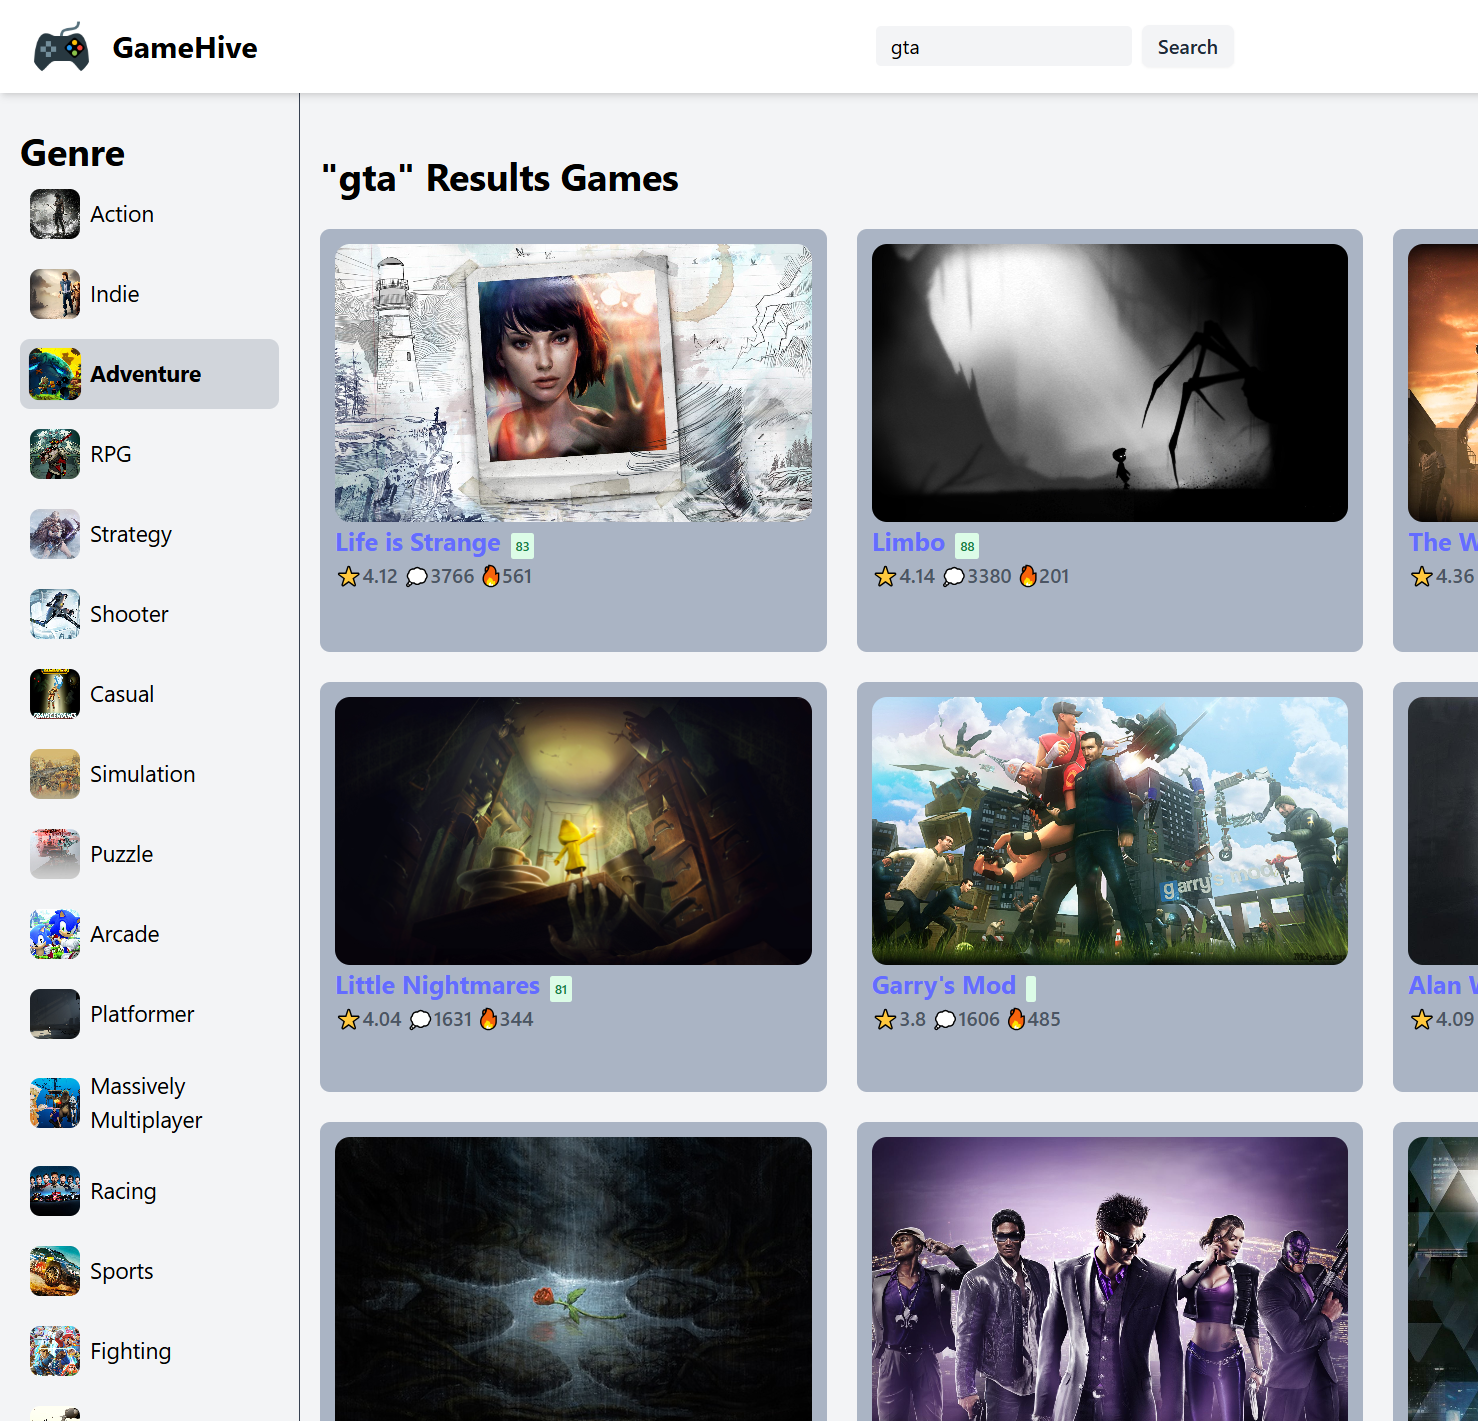 GameHive
gta
Search
Genre
Action
Indie
Adventure
RPG
Strategy
Shooter
Casual
Simulation
Puzzle
Arcade
Platformer
Massively
Multiplayer
Racing
Sports
Fighting
"gta" Results Games
Life is Strange 83
4.12 3766 561
Limbo 88
4.14 3380 201
The W
4.36
Little Nightmares 81
4.04 1631 344
garry's mod
Garry's Mod
3.8 1606 485
Alan W
4.09